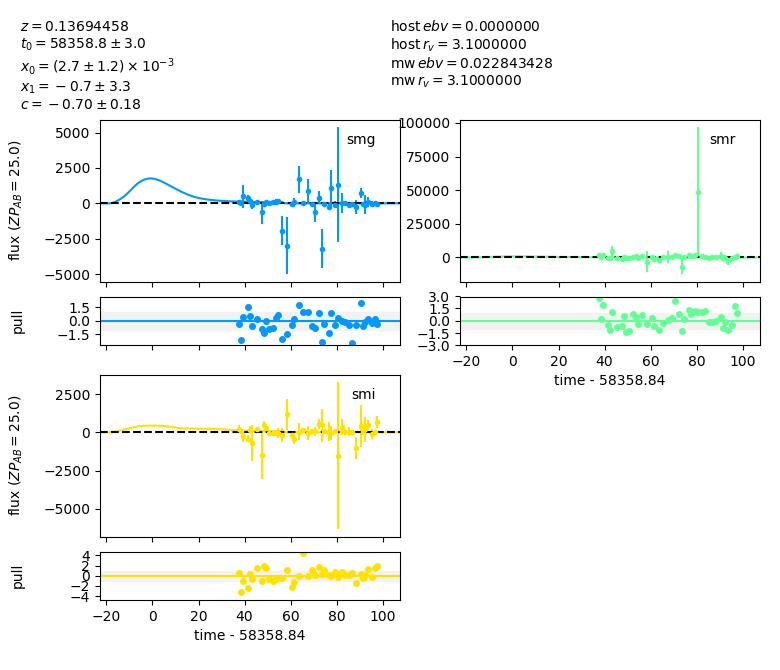 z = 0.13694458
t0 = 58358.8 ± 3.0
x0 = (2.7 ± 1.2) × 10^−3
x1 = −0.7 ± 3.3
c = −0.70 ± 0.18
host ebv = 0.0000000
host rv = 3.1000000
mw ebv = 0.022843428
mw rv = 3.1000000
flux (ZPAB = 25.0)
5000
2500
0
−2500
−5000
smg
100000
75000
50000
25000
0
smr
pull
1.5
0.0
−1.5
3.0
1.5
0.0
−1.5
−3.0
−20 0 20 40 60 80 100
time - 58358.84
flux (ZPAB = 25.0)
2500
0
−2500
−5000
smi
pull
4
2
0
−2
−4
−20 0 20 40 60 80 100
time - 58358.84